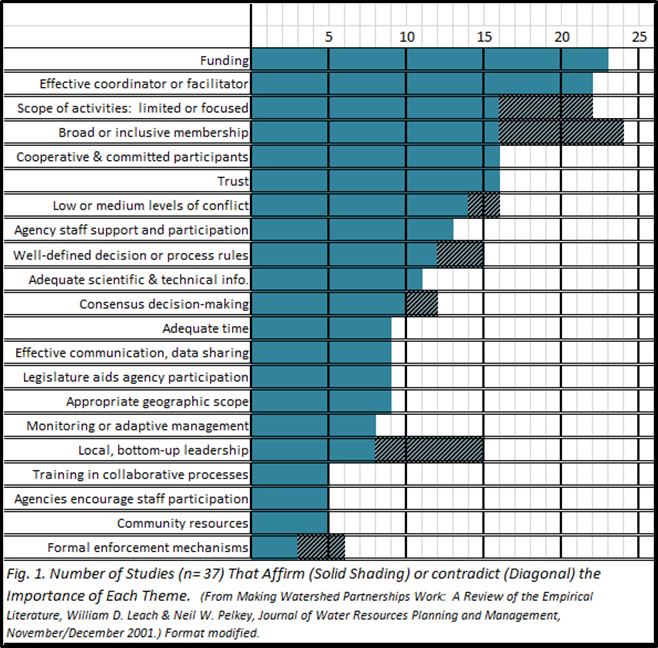 5 10 15 20 25
Funding
Effective coordinator or facilitator
Scope of activities: limited or focused
Broad or inclusive membership
Cooperative & committed participants
Trust
Low or medium levels of conflict
Agency staff support and participation
Well-defined decision or process rules
Adequate scientific & technical info.
Consensus decision-making
Adequate time
Effective communication, data sharing
Legislature aids agency participation
Appropriate geographic scope
Monitoring or adaptive management
Local, bottom-up leadership
Training in collaborative processes
Agencies encourage staff participation
Community resources
Formal enforcement mechanisms
Fig. 1. Number of Studies (n= 37) That Affirm (Solid Shading) or contradict (Diagonal) the
Importance of Each Theme. (From Making Watershed Partnerships Work: A Review of the Empirical
Literature, William D. Leach & Neil W. Pelkey, Journal of Water Resources Planning and Management,
November/December 2001.) Format modified.